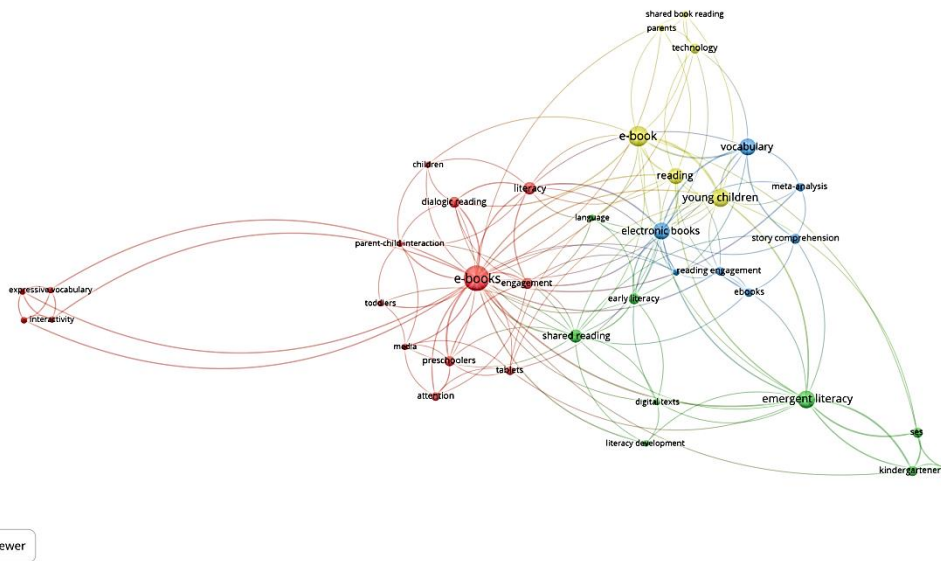 shared book reading
parents
technology
e-book
vocabulary
children
reading
literacy
meta-analysis
young children
dialogic reading
language
electronic books
story comprehension
parent-child interaction
reading engagement
e-books
engagement
expressive vocabulary
ebooks
early literacy
toddlers
interactivity
shared reading
media
preschoolers
tablets
attention
emergent literacy
digital texts
ses
literacy development
kindergartener
ewer